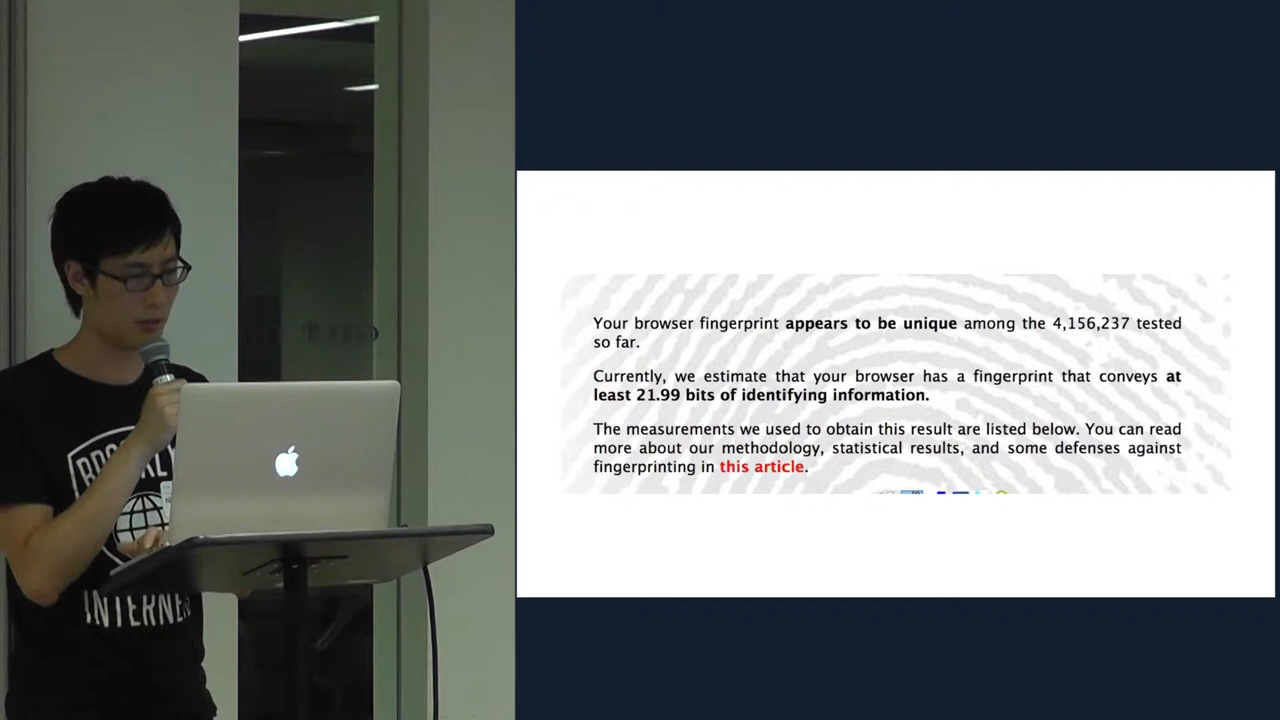 BROOKLY
INTERNE
Your browser fingerprint appears to be unique among the 4,156,237 tested
so far.
Currently, we estimate that your browser has a fingerprint that conveys at
least 21.99 bits of identifying information.
The measurements we used to obtain this result are listed below. You can read
more about our methodology, statistical results, and some defenses against
fingerprinting in this article.